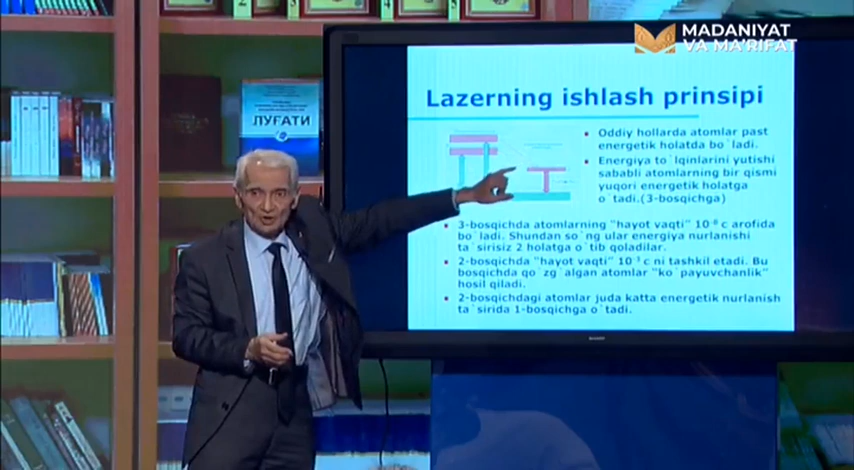 MADANIYAT
VA MA'RIFAT
ЛУҒАТИ
Lazerning ishlash prinsipi
Oddiy hollarda atomlar past
energetik holatda bo`ladi.
Energiya to`lqinlarini yutishi
sababli atomlarning bir qismi
yuqori energetik holatga
o`tadi.(3-bosqichga)
3-bosqichda atomlarning "hayot vaqti" 10⁻⁸ c arofida
bo`ladi. Shundan so`ng ular energiya nurlanishi
ta`sirisiz 2 holatga o`tib qoladilar.
2-bosqichda "hayot vaqti" 10⁻³ c ni tashkil etadi. Bu
bosqichda qo`zg`algan atomlar "ko`payuvchanlik"
hosil qiladi.
2-bosqichdagi atomlar juda katta energetik nurlanish
ta`sirida 1-bosqichga o`tadi.